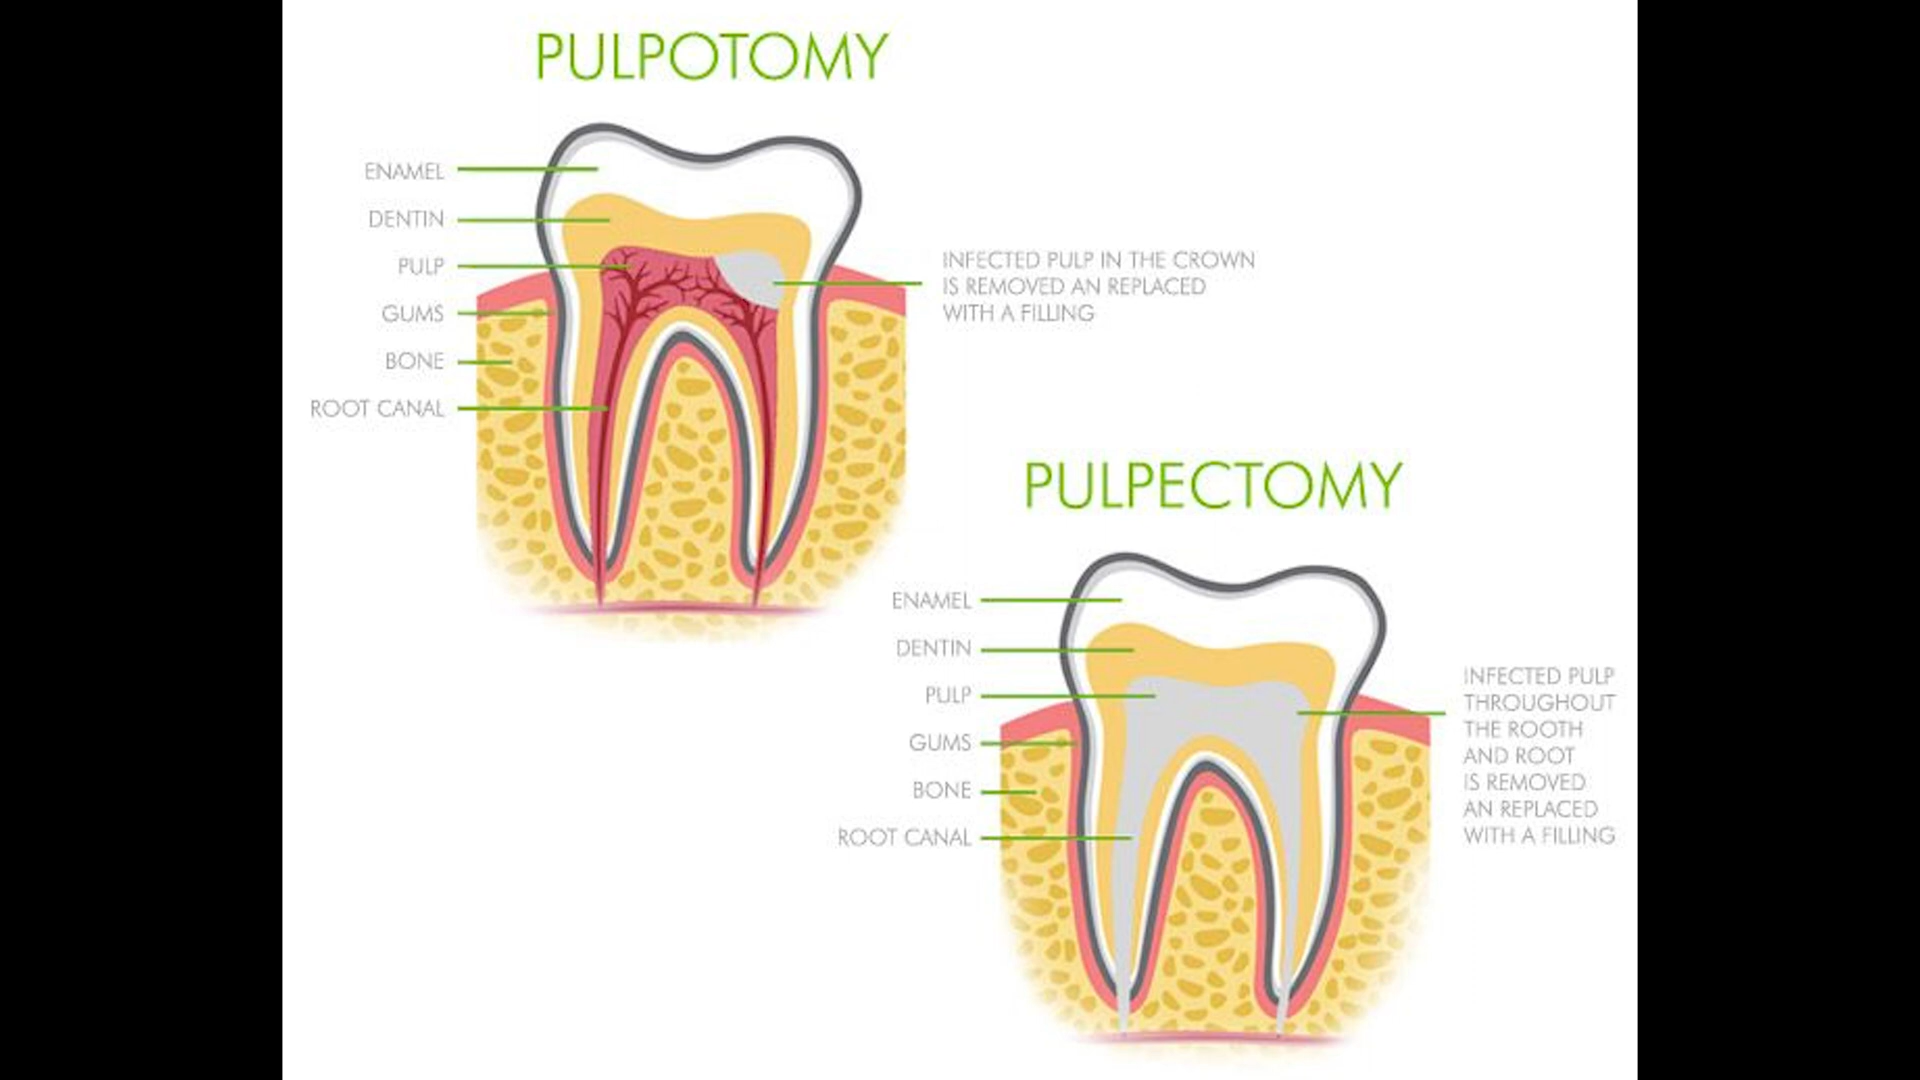 PULPOTOMY
ENAMEL
DENTIN
PULP
GUMS
BONE
ROOT CANAL
INFECTED PULP IN THE CROWN
IS REMOVED AN REPLACED
WITH A FILLING
PULPECTOMY
ENAMEL
DENTIN
PULP
GUMS
BONE
ROOT CANAL
INFECTED PULP
THROUGHOUT
THE ROOTH
AND ROOT
IS REMOVED
AN REPLACED
WITH A FILLING